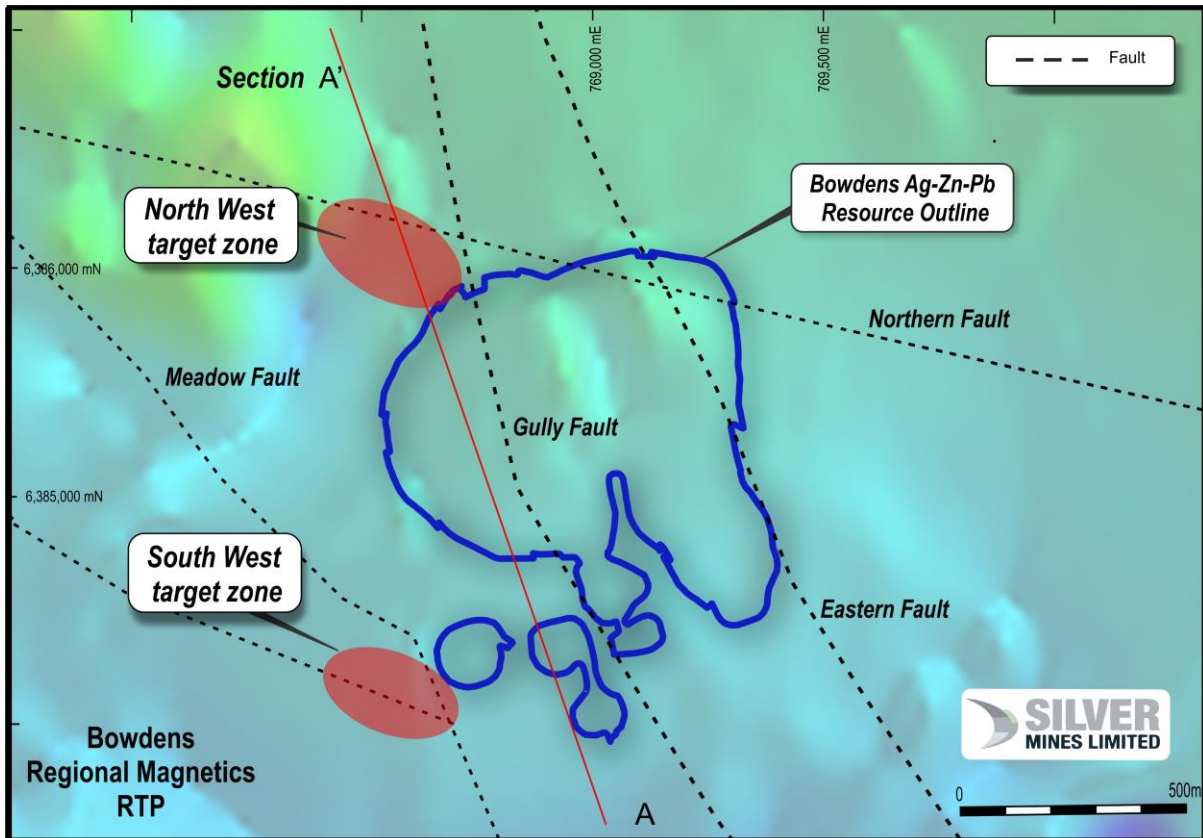 769,000 mE
769,500 mE
Fault
Section A'
North West
target zone
Bowdens Ag-Zn-Pb
Resource Outline
6,386,000 mN
Northern Fault
Meadow Fault
Gully Fault
6,385,000 mN
South West
target zone
Eastern Fault
SILVER
MINES LIMITED
Bowdens
Regional Magnetics
RTP
0
500m
A